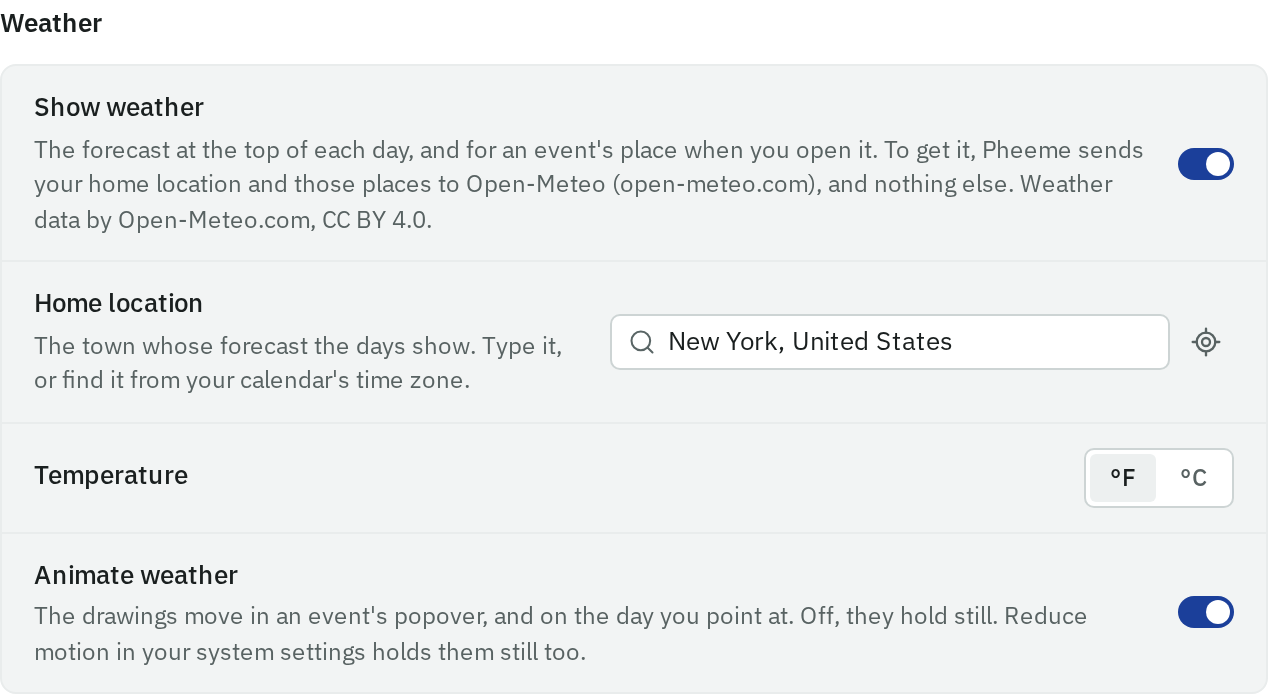 Weather
Show weather
The forecast at the top of each day, and for an event's place when you open it. To get it, Pheeme sends
your home location and those places to Open-Meteo (open-meteo.com), and nothing else. Weather
data by Open-Meteo.com, CC BY 4.0.
Home location
The town whose forecast the days show. Type it,
or find it from your calendar's time zone.
New York, United States
Temperature
°F °C
Animate weather
The drawings move in an event's popover, and on the day you point at. Off, they hold still. Reduce
motion in your system settings holds them still too.